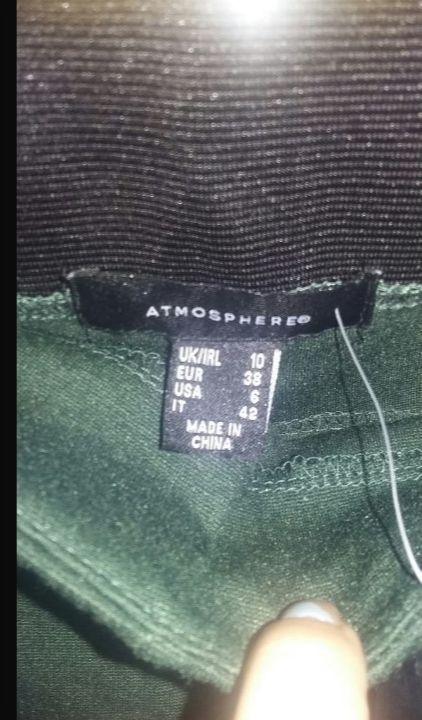 ATMOSPHERE®
UK/IRL 10
EUR 38
USA 6
IT 42
MADE IN
CHINA